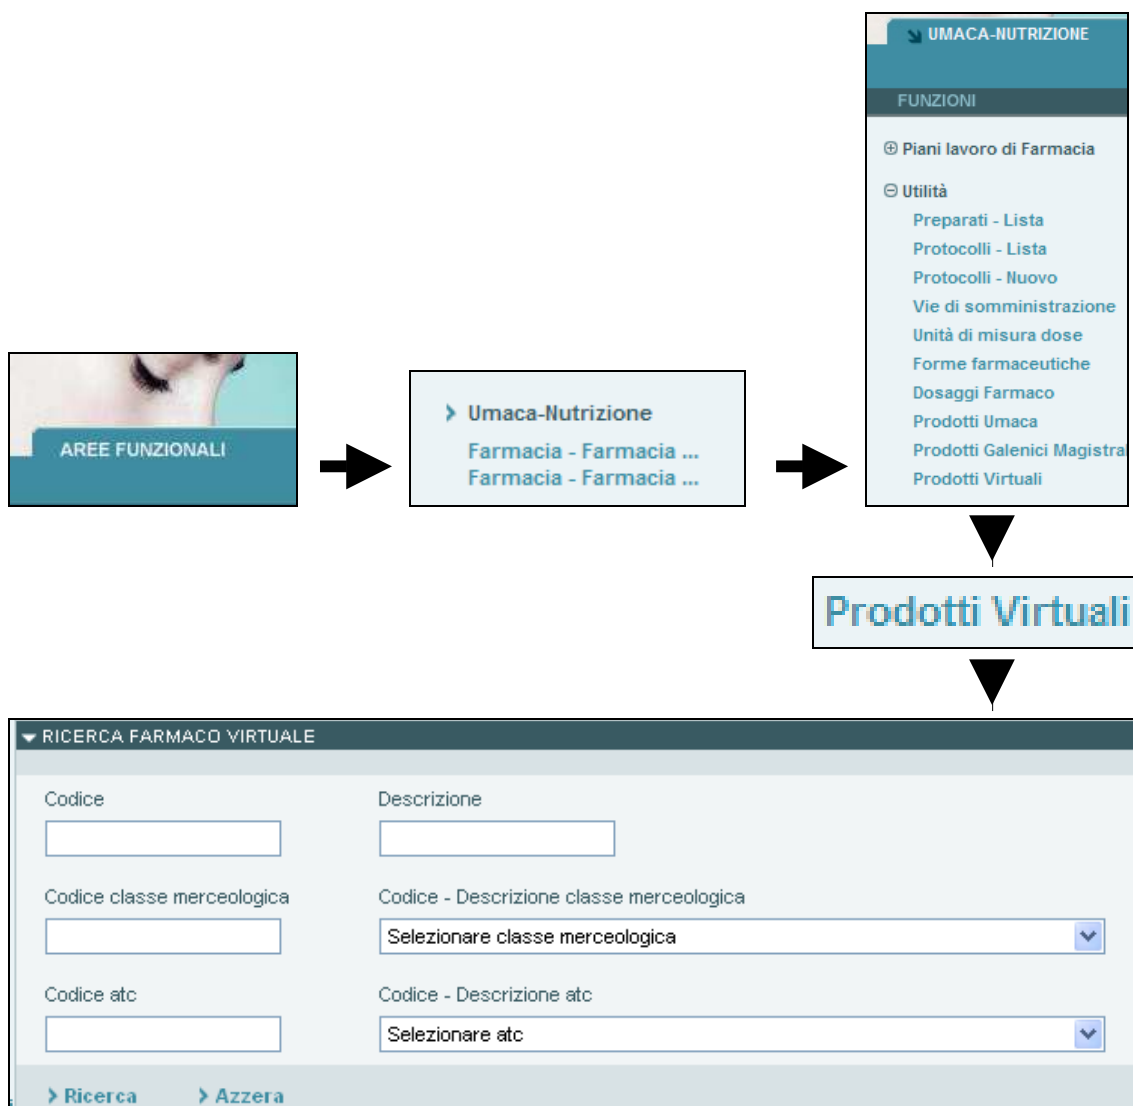 AREE FUNZIONALI
Umaca-Nutrizione
Farmacia - Farmacia ...
Farmacia - Farmacia ...
UMACA-NUTRIZIONE
FUNZIONI
Piani lavoro di Farmacia
Utilità
Preparati - Lista
Protocolli - Lista
Protocolli - Nuovo
Vie di somministrazione
Unità di misura dose
Forme farmaceutiche
Dosaggi Farmaco
Prodotti Umaca
Prodotti Galenici Magistral
Prodotti Virtuali
Prodotti Virtuali
RICERCA FARMACO VIRTUALE
Codice Descrizione
Codice classe merceologica Codice - Descrizione classe merceologica
Selezionare classe merceologica
Codice atc Codice - Descrizione atc
Selezionare atc
Ricerca Azzera